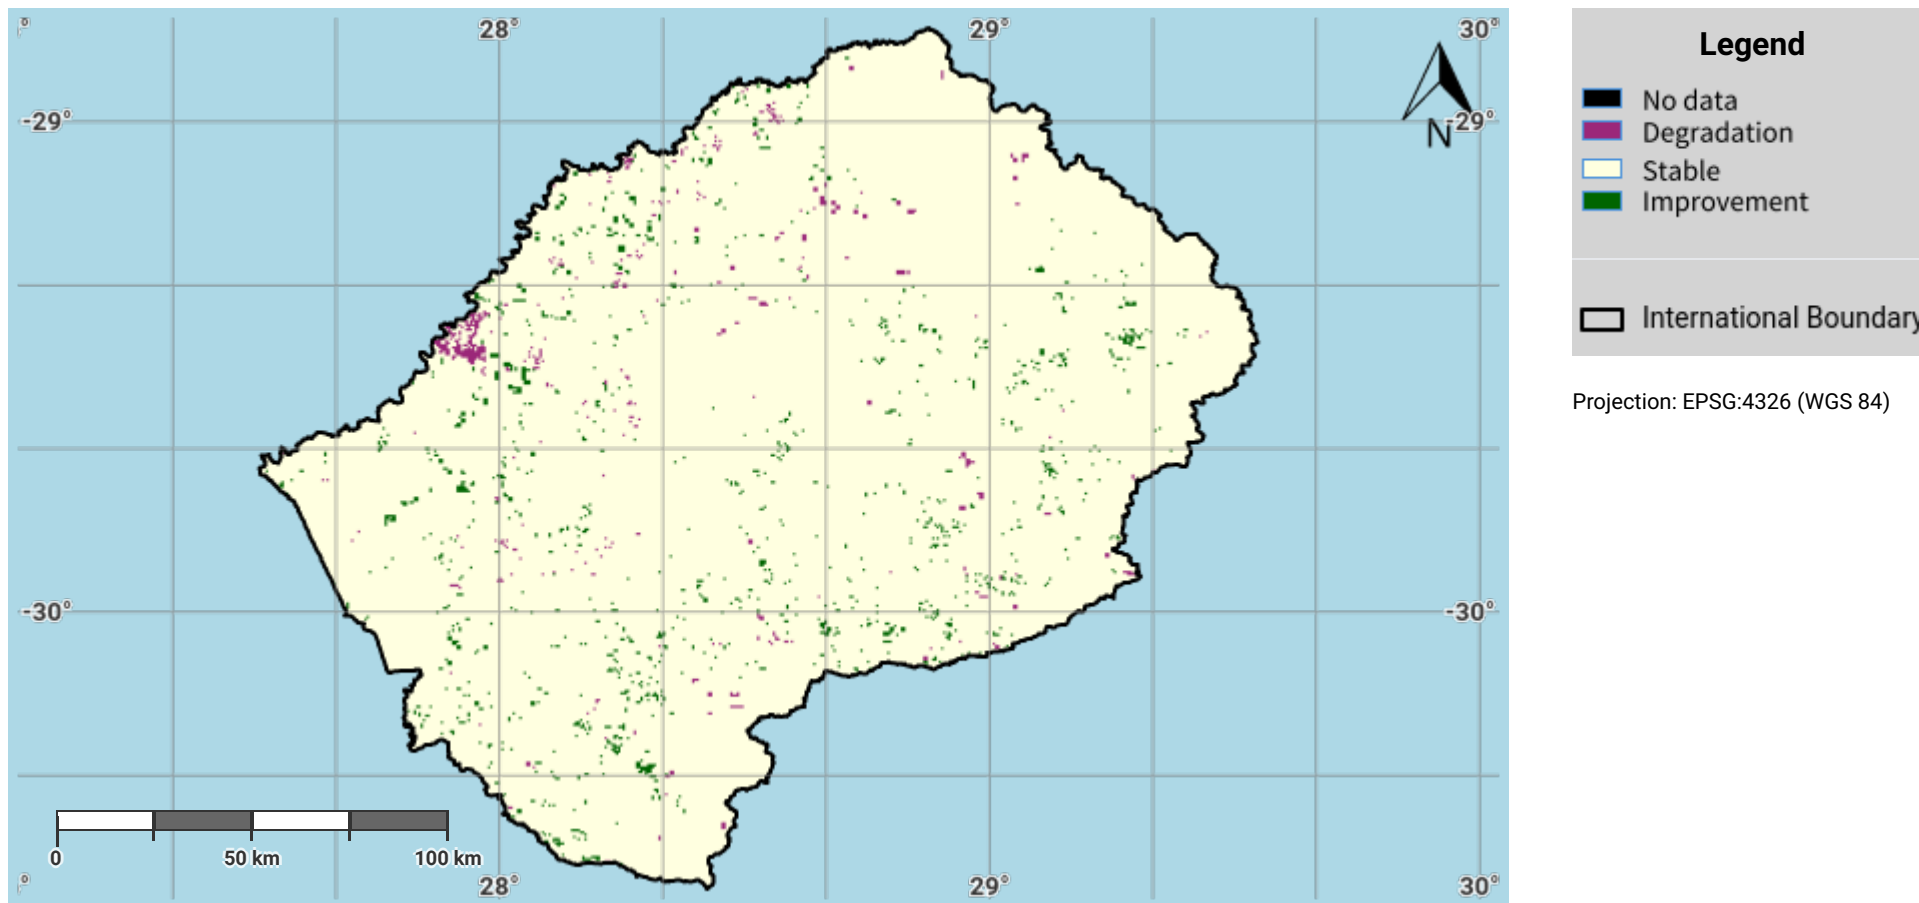 28° 29° 30°
-29° -29°
N
-30° -30°
0 50 km 100 km
28° 29° 30°
Legend
No data
Degradation
Stable
Improvement
International Boundary
Projection: EPSG:4326 (WGS 84)